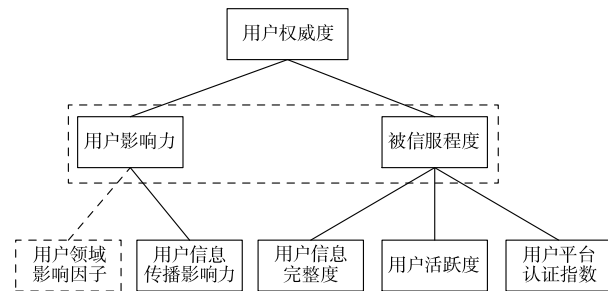 用户权威度
用户影响力
被信服程度
用户领域
影响因子
用户信息
传播影响力
用户信息
完整度
用户活跃度
用户平台
认证指数